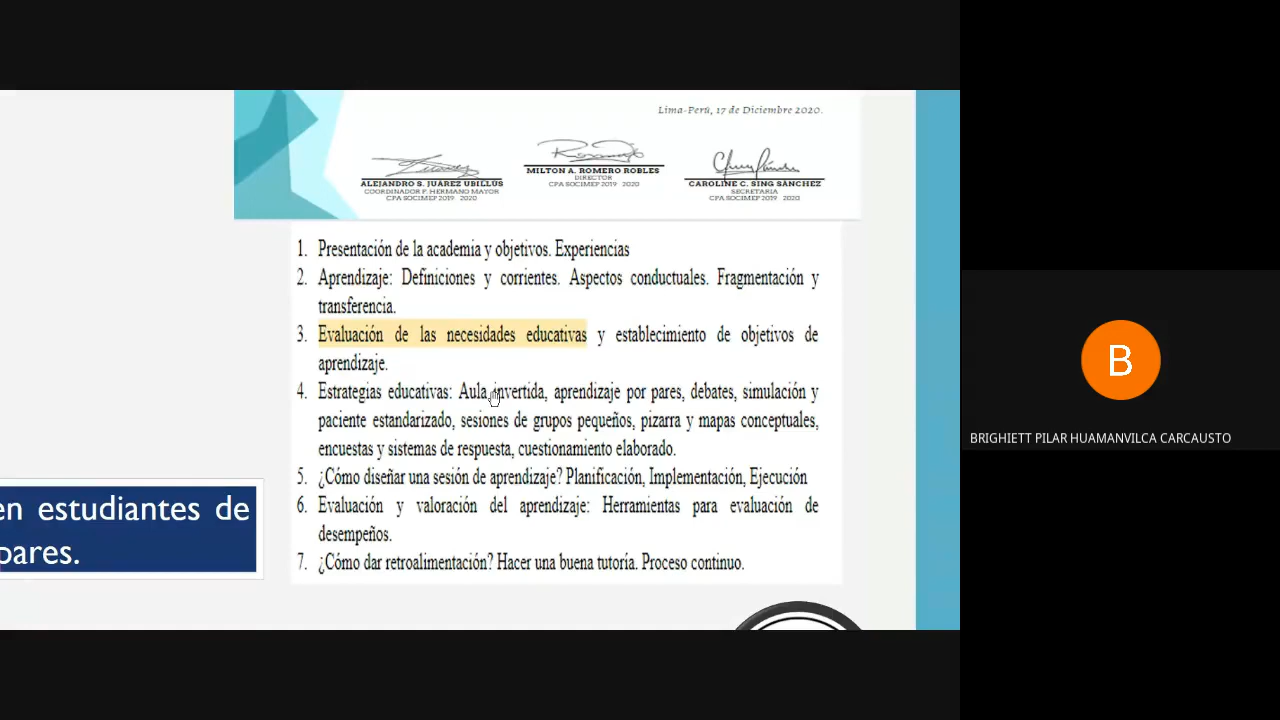 Lima-Perú, 17 de Diciembre 2020.
ALEJANDRO S. JUÁREZ UBILLÚS
COORDINADOR P. HERMANO MAYOR
CPA SOCIMEP 2019 2020
MILTON A. ROMERO ROBLES
DIRECTOR
CPA SOCIMEP 2019 2020
CAROLINE C. SING SÁNCHEZ
SECRETARIA
CPA SOCIMEP 2019 2020
1. Presentación de la academia y objetivos. Experiencias
2. Aprendizaje: Definiciones y corrientes. Aspectos conductuales. Fragmentación y
transferencia.
3. Evaluación de las necesidades educativas y establecimiento de objetivos de
aprendizaje.
4. Estrategias educativas: Aula invertida, aprendizaje por pares, debates, simulación y
paciente estandarizado, sesiones de grupos pequeños, pizarra y mapas conceptuales,
encuestas y sistemas de respuesta, cuestionamiento elaborado.
5. ¿Cómo diseñar una sesión de aprendizaje? Planificación, Implementación, Ejecución
6. Evaluación y valoración del aprendizaje: Herramientas para evaluación de
desempeños.
7. ¿Cómo dar retroalimentación? Hacer una buena tutoría. Proceso continuo.
en estudiantes de
pares.
B
BRIGHIETT PILAR HUAMANVILCA CARCAUSTO